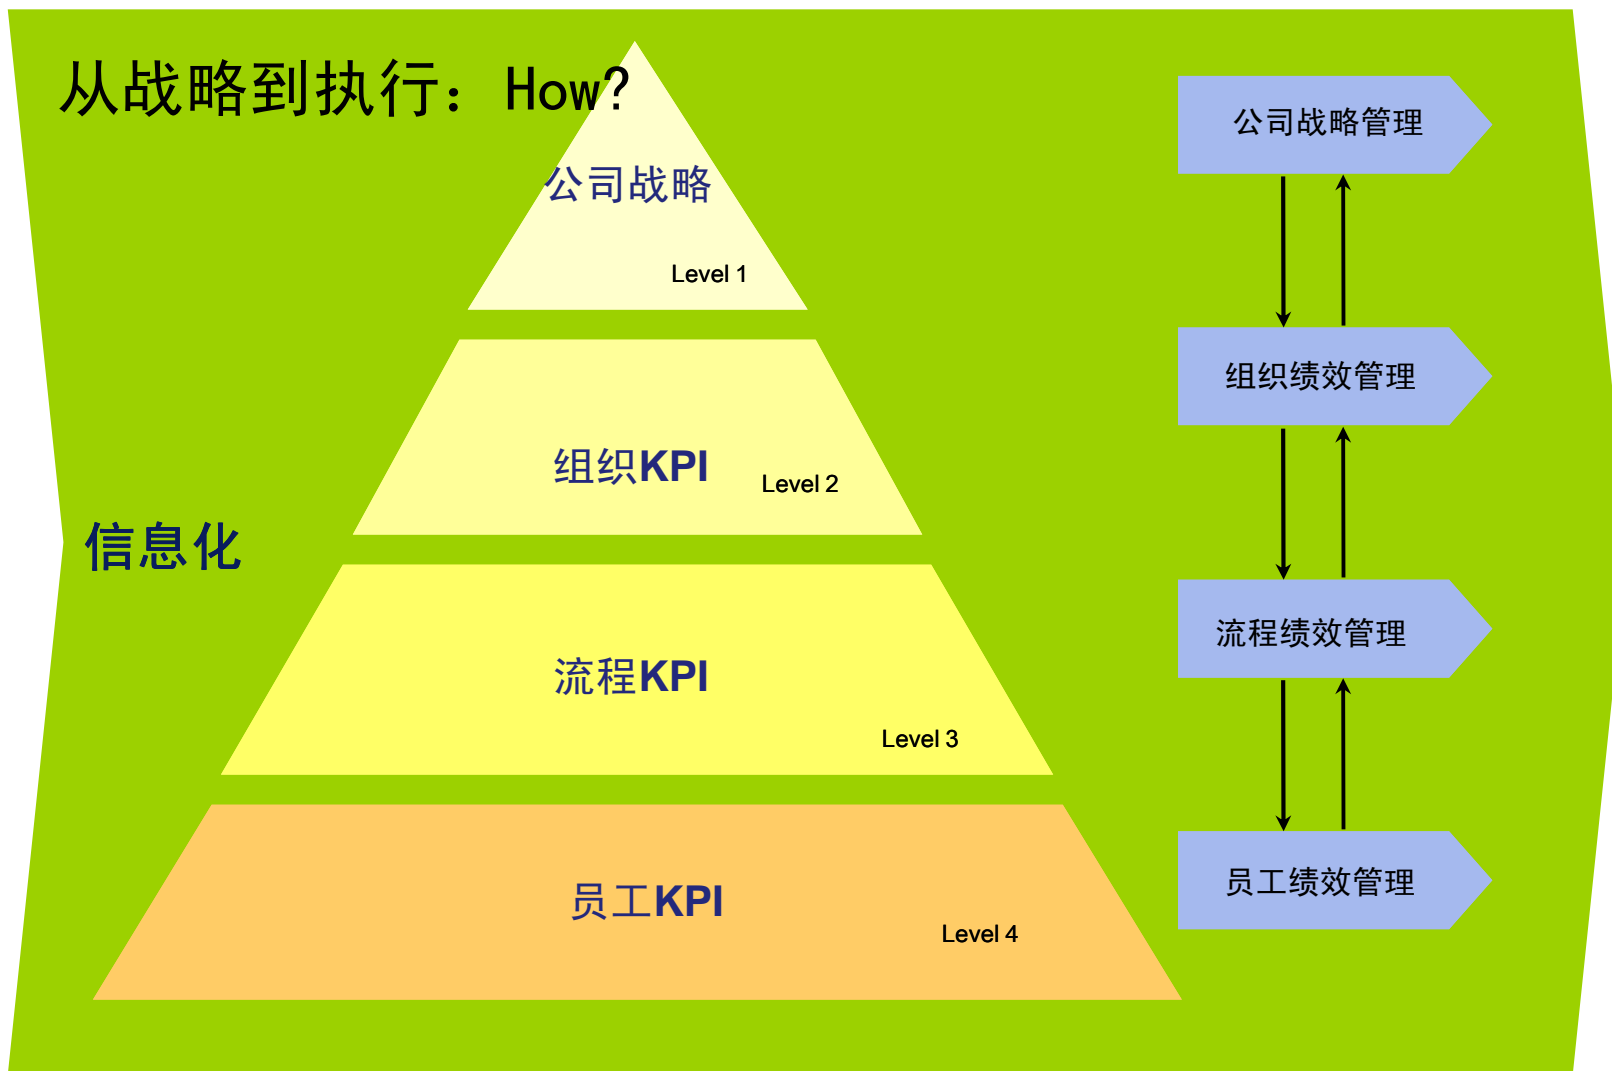 从战略到执行：How?
公司战略
Level 1
组织KPI
Level 2
信息化
流程KPI
Level 3
员工KPI
Level 4
公司战略管理
组织绩效管理
流程绩效管理
员工绩效管理